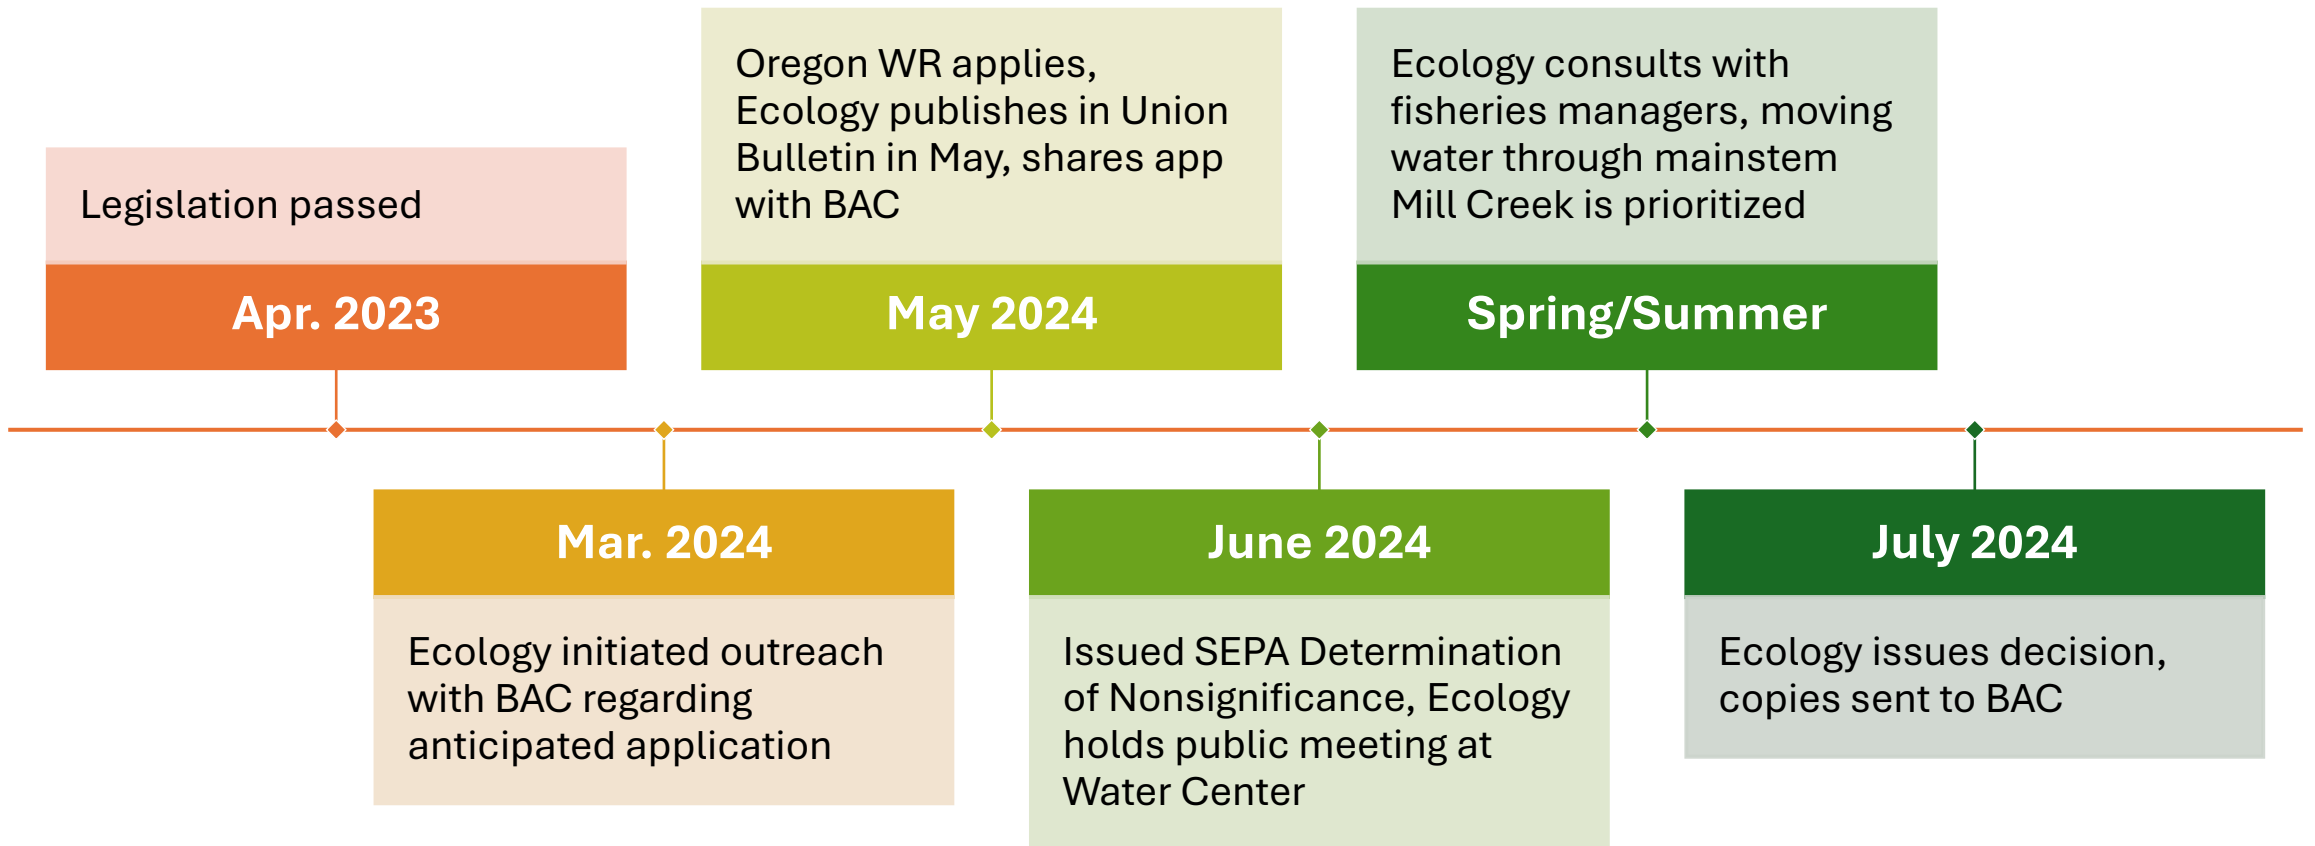 Legislation passed
Apr. 2023
Ecology initiated outreach
with BAC regarding
anticipated application
Mar. 2024
Oregon WR applies,
Ecology publishes in Union
Bulletin in May, shares app
with BAC
May 2024
June 2024
Issued SEPA Determination
of Nonsignificance, Ecology
holds public meeting at
Water Center
Ecology consults with
fisheries managers, moving
water through mainstem
Mill Creek is prioritized
Spring/Summer
July 2024
Ecology issues decision,
copies sent to BAC